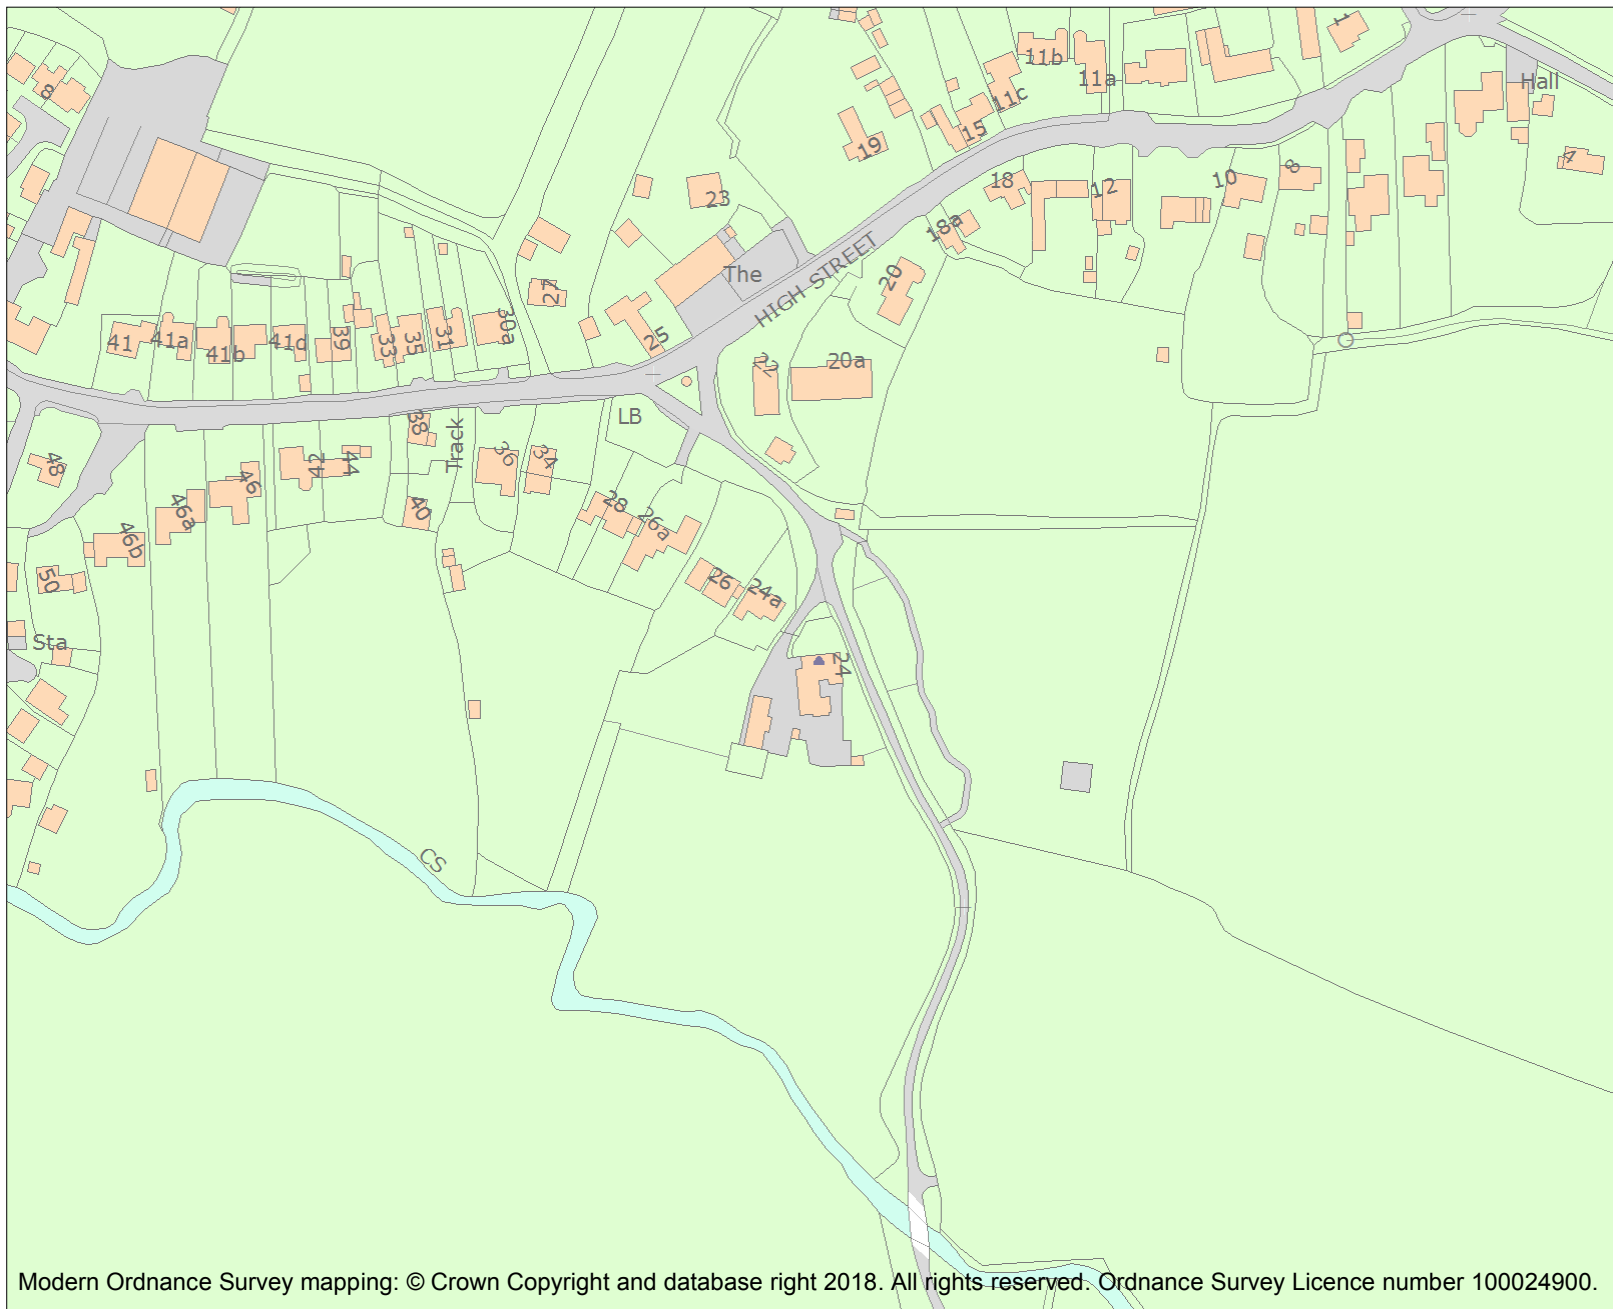 1
11b
11a
Hall
8
11c
15
19
4
8
18
12
10
23
18a
The
HIGH STREET
20
27
30a
25
41
41a
41b
41d
39
33
35
31
22
20a
LB
38
Track
36
34
48
42
44
46
46a
40
28
26a
46b
50
26
24a
Sta
24
CS
Modern Ordnance Survey mapping: © Crown Copyright and database right 2018. All rights reserved. Ordnance Survey Licence number 100024900.